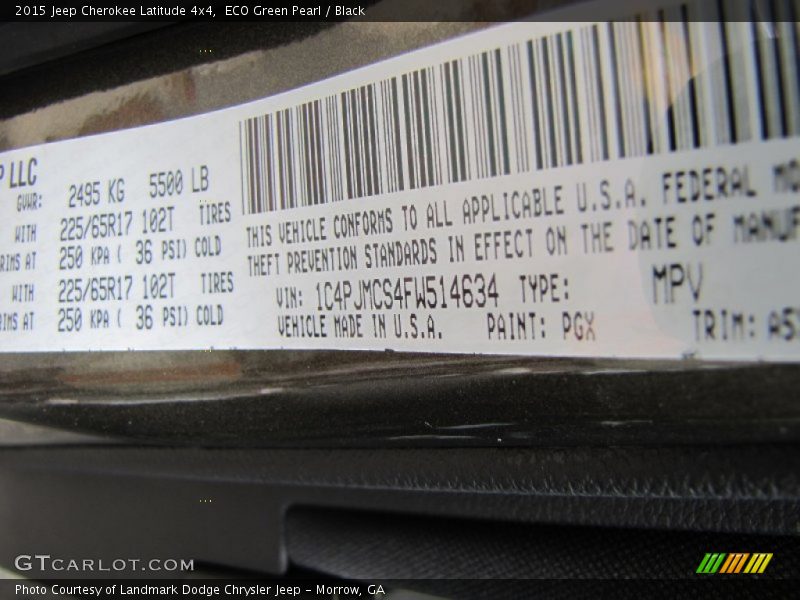 2015 Jeep Cherokee Latitude 4x4,  ECO Green Pearl / Black
LLC
GVWR: 2495 KG 5500 LB
WITH 225/65R17 102T TIRES
AT 250 KPA ( 36 PSI) COLD
WITH 225/65R17 102T TIRES
AT 250 KPA ( 36 PSI) COLD
THIS VEHICLE CONFORMS TO ALL APPLICABLE U.S.A. FEDERAL
THEFT PREVENTION STANDARDS IN EFFECT ON THE DATE OF
VIN: 1C4PJMCS4FW514634 TYPE: MPV
VEHICLE MADE IN U.S.A. PAINT: PGX TRIM:
GTCARLOT.COM
Photo Courtesy of Landmark Dodge Chrysler Jeep – Morrow, GA